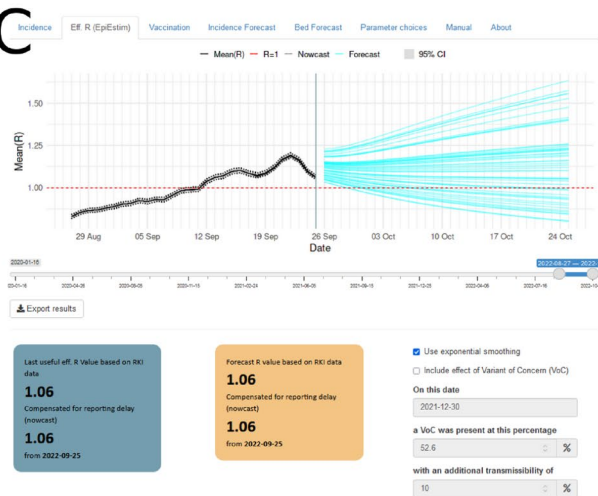 C
Incidence Eff. R (EpiEstim) Vaccination Incidence Forecast Bed Forecast Parameter choices Manual About
Mean(R) R=1 Nowcast Forecast 95% CI
1.50
1.25
1.00
Mean(R)
29 Aug 05 Sep 12 Sep 19 Sep 26 Sep 03 Oct 10 Oct 17 Oct 24 Oct
Date
2020-01-16 2022-08-27 — 2022-
Export results
Last useful eff. R Value based on RKI
data
1.06
Compensated for reporting delay
(nowcast)
1.06
from 2022-09-25
Forecast R value based on RKI data
1.06
Compensated for reporting delay
(nowcast)
1.06
from 2022-09-25
Use exponential smoothing
Include effect of Variant of Concern (VoC)
On this date
2021-12-30
a VoC was present at this percentage
52.6 %
with an additional transmissibility of
10 %